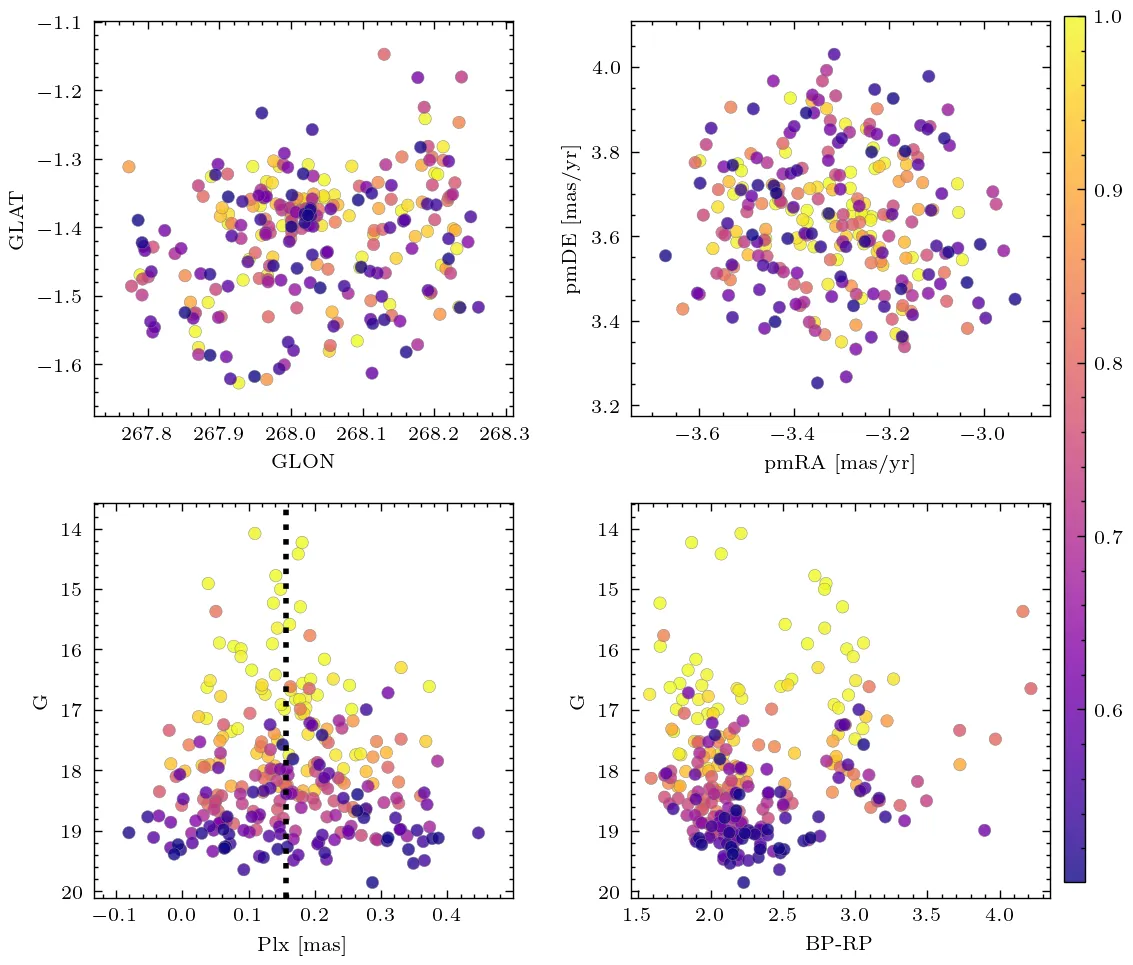 −1.1
−1.2
−1.3
−1.4
−1.5
−1.6
GLAT
267.8 267.9 268.0 268.1 268.2 268.3
GLON
4.0
3.8
3.6
3.4
3.2
pmDE [mas/yr]
−3.6 −3.4 −3.2 −3.0
pmRA [mas/yr]
1.0
0.9
0.8
0.7
0.6
14
15
16
17
18
19
20
G
−0.1 0.0 0.1 0.2 0.3 0.4
Plx [mas]
14
15
16
17
18
19
20
G
1.5 2.0 2.5 3.0 3.5 4.0
BP-RP